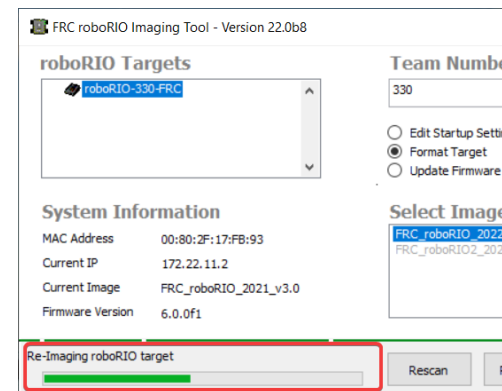 FRC roboRIO Imaging Tool - Version 22.0b8
roboRIO Targets
roboRIO-330-FRC
Team Numbe
330
Edit Startup Setti
Format Target
Update Firmware
System Information
MAC Address 00:80:2F:17:FB:93
Current IP 172.22.11.2
Current Image FRC_roboRIO_2021_v3.0
Firmware Version 6.0.0f1
Select Image
FRC_roboRIO_2022
FRC_roboRIO2_202
Re-Imaging roboRIO target
Rescan